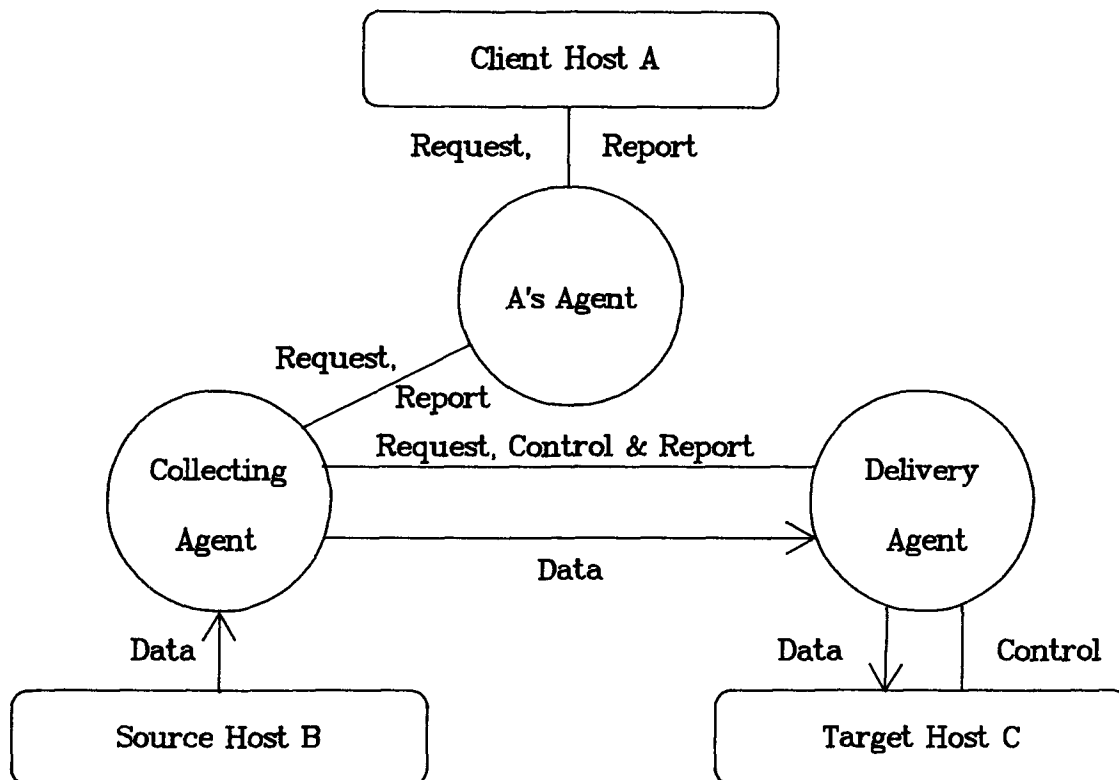 Client Host A
Request, Report
A's Agent
Request,
Report
Request, Control & Report
Collecting
Agent
Delivery
Agent
Data
Data
Data
Control
Source Host B
Target Host C